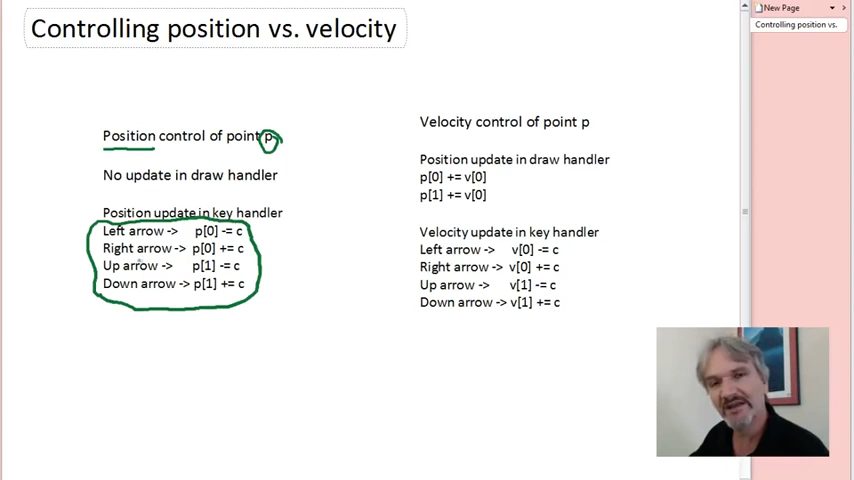 Controlling position vs. velocity
New Page
Controlling position vs.
Position control of point p
No update in draw handler
Position update in key handler
Left arrow -> p[0] -= c
Right arrow -> p[0] += c
Up arrow -> p[1] -= c
Down arrow -> p[1] += c
Velocity control of point p
Position update in draw handler
p[0] += v[0]
p[1] += v[0]
Velocity update in key handler
Left arrow -> v[0] -= c
Right arrow -> v[0] += c
Up arrow -> v[1] -= c
Down arrow -> v[1] += c